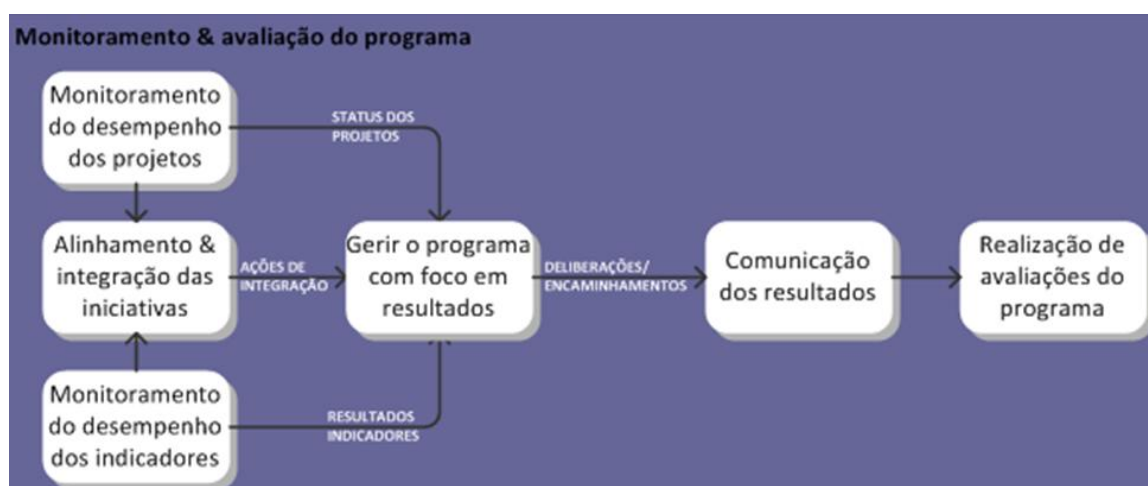 Monitoramento & avaliação do programa
Monitoramento
do desempenho
dos projetos
STATUS DOS
PROJETOS
Alinhamento &
integração das
iniciativas
AÇÕES DE
INTEGRAÇÃO
Gerir o programa
com foco em
resultados
DELIBERAÇÕES/
ENCAMINHAMENTOS
Comunicação
dos resultados
Realização de
avaliações do
programa
Monitoramento
do desempenho
dos indicadores
RESULTADOS
INDICADORES